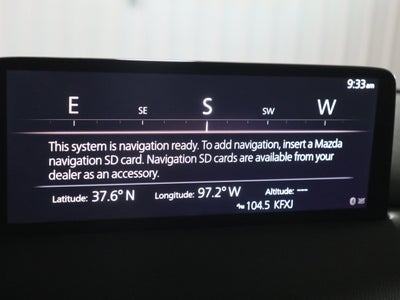 9:33am
E SE S SW W
This system is navigation ready. To add navigation, insert a Mazda
navigation SD card. Navigation SD cards are available from your
dealer as an accessory.
Latitude: 37.6° N Longitude: 97.2° W Altitude: ----
104.5 KFXJ